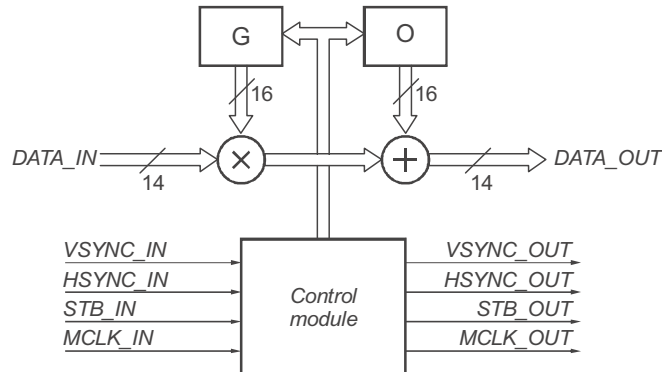 G
O
16
16
DATA_IN
14
×
+
14
DATA_OUT
VSYNC_IN
VSYNC_OUT
HSYNC_IN
HSYNC_OUT
STB_IN
Control
module
STB_OUT
MCLK_IN
MCLK_OUT